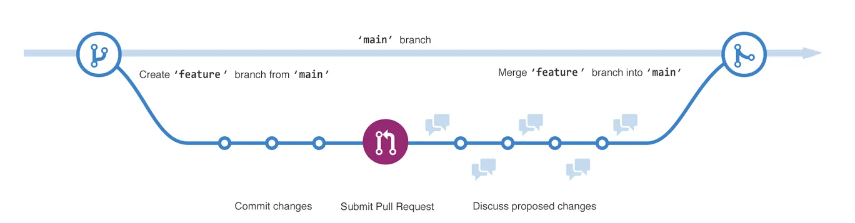 ‘main’ branch
Create ‘feature’ branch from ‘main’
Merge ‘feature’ branch into ‘main’
Commit changes
Submit Pull Request
Discuss proposed changes